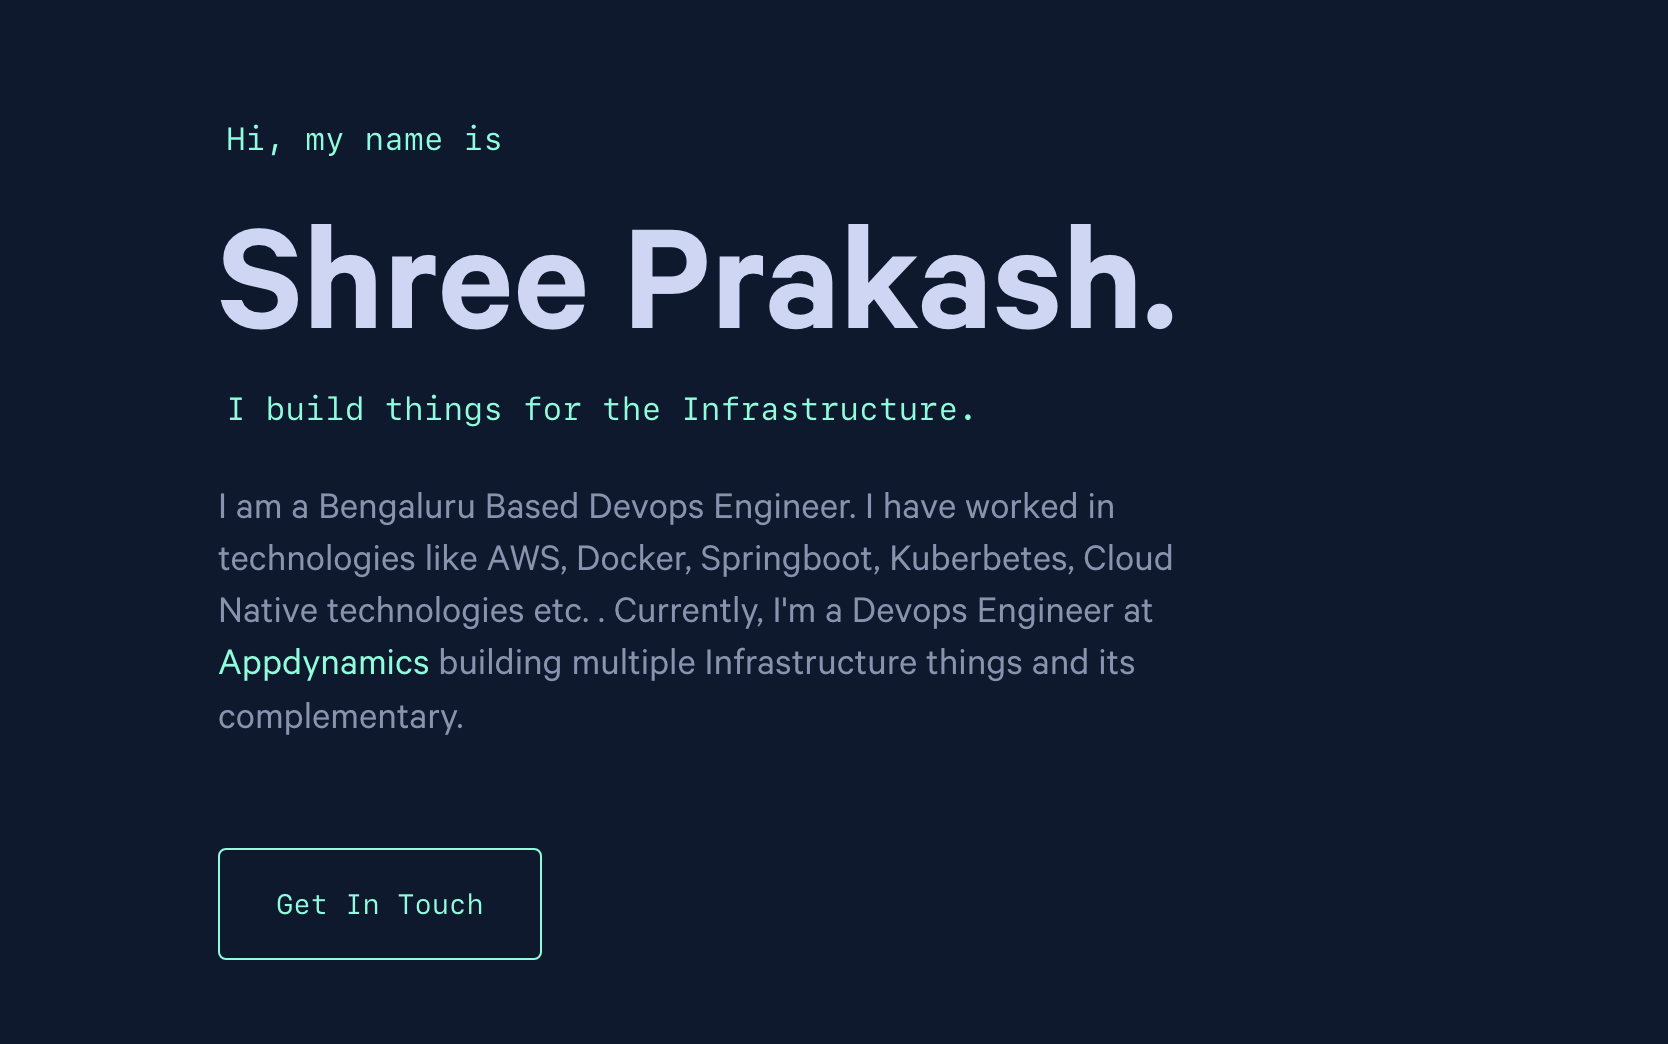 Hi, my name is
Shree Prakash.
I build things for the Infrastructure.
I am a Bengaluru Based Devops Engineer. I have worked in
technologies like AWS, Docker, Springboot, Kuberbetes, Cloud
Native technologies etc. . Currently, I'm a Devops Engineer at
Appdynamics building multiple Infrastructure things and its
complementary.
Get In Touch